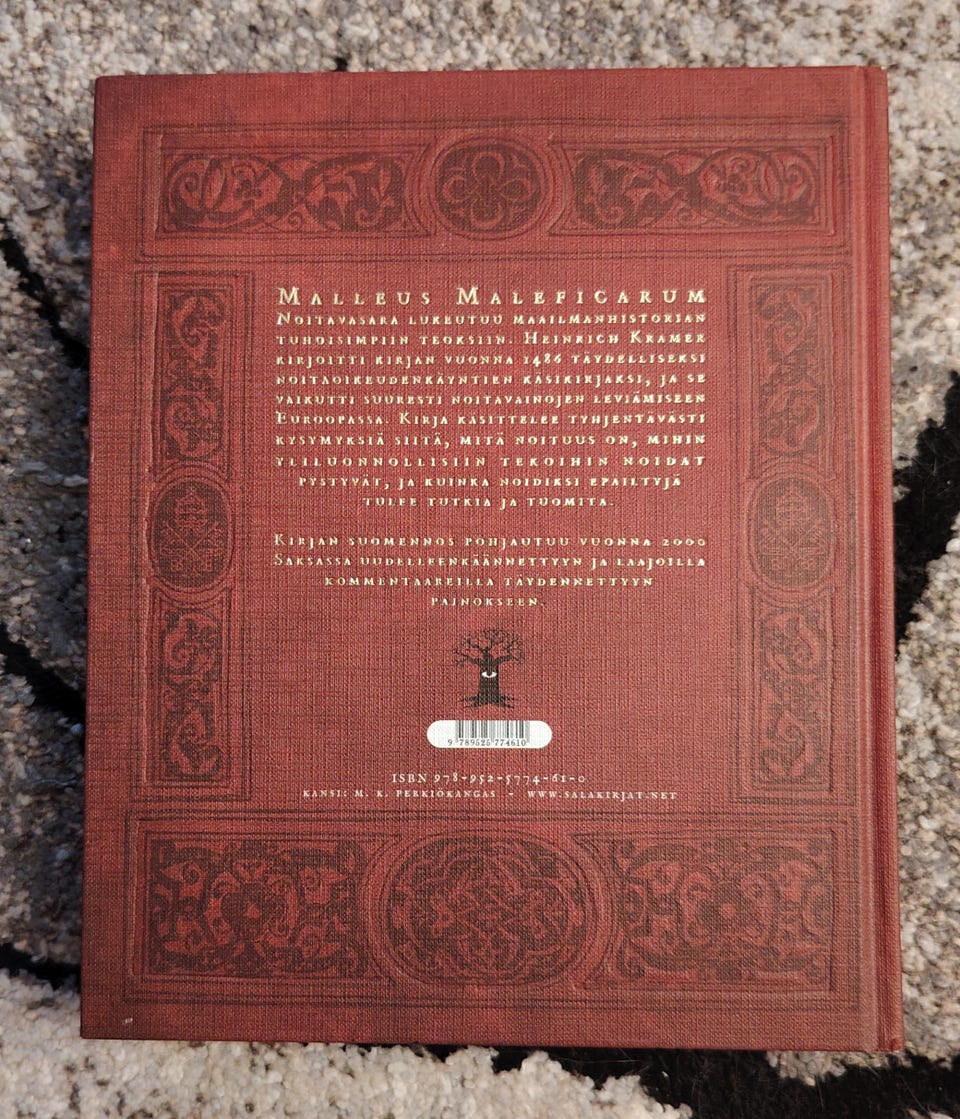 MALLEUS MALEFICARUM
NOITAVASARA LUKEUTUU MAAILMANHISTORIAN
TUHOISIMPIIN TEOKSIIN. HEINRICH KRAMER
KIRJOITTI KIRJAN VUONNA 1486 TÄYDELLISEKSI
NOITAOIKEUDENKÄYNTIEN KÄSIKIRJAKSI, JA SE
VAIKUTTI SUURESTI NOITAVAINOJEN LEVIÄMISEEN
EUROOPASSA. KIRJA KÄSITTELEE TYHJENTÄVÄSTI
KYSYMYKSIÄ SIITÄ, MITÄ NOITUUS ON, MIHIN
YLILUONNOLLISIIN TEKOIHIN NOIDAT
PYSTYVÄT, JA KUINKA NOIDIKSI EPÄILTYJÄ
TULEE TUTKIA JA TUOMITA.
KIRJAN SUOMENNOS POHJAUTUU VUONNA 2000
SAKSASSA UUDELLEENKÄÄNNETTYYN JA LAAJOILLA
KOMMENTAAREILLA TÄYDENNETTYYN
PAINOKSEEN.
9 789525 774610
ISBN 978-952-5774-61-0
KANSI: M. K. PERKIÖKANGAS - WWW.SALAKIRJAT.NET